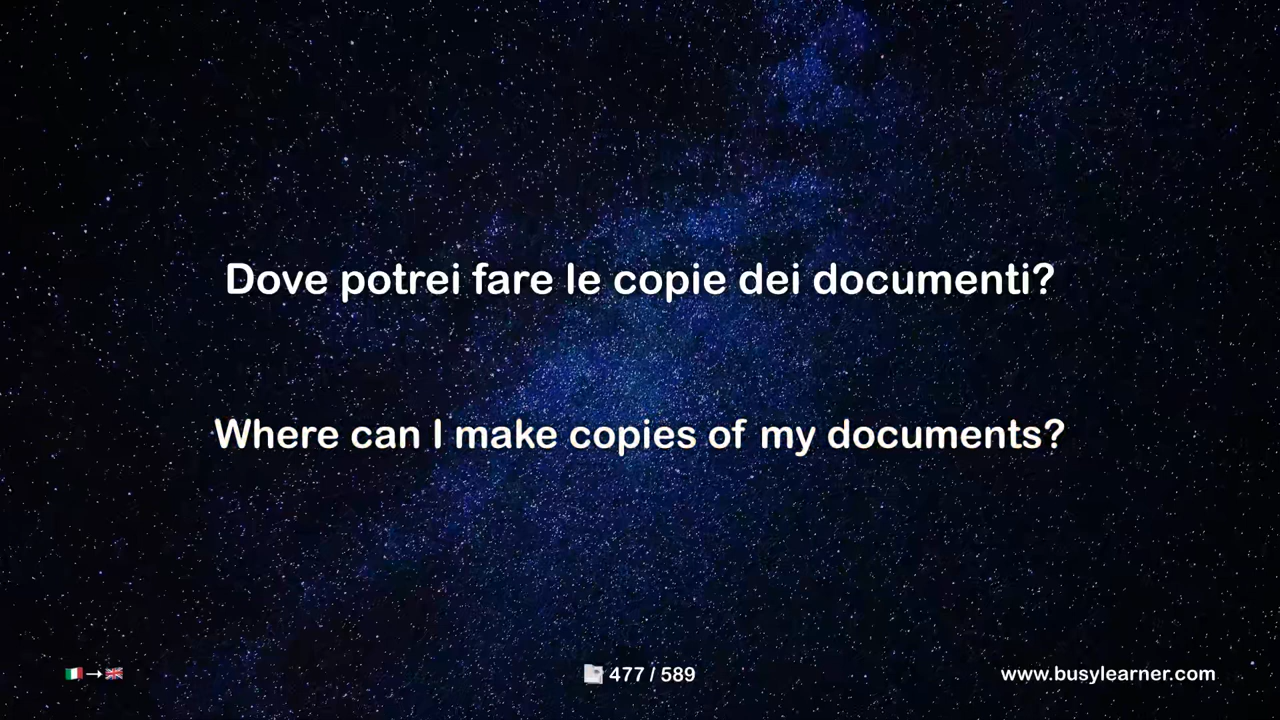 Dove potrei fare le copie dei documenti?
Where can I make copies of my documents?
→
477 / 589
www.busylearner.com